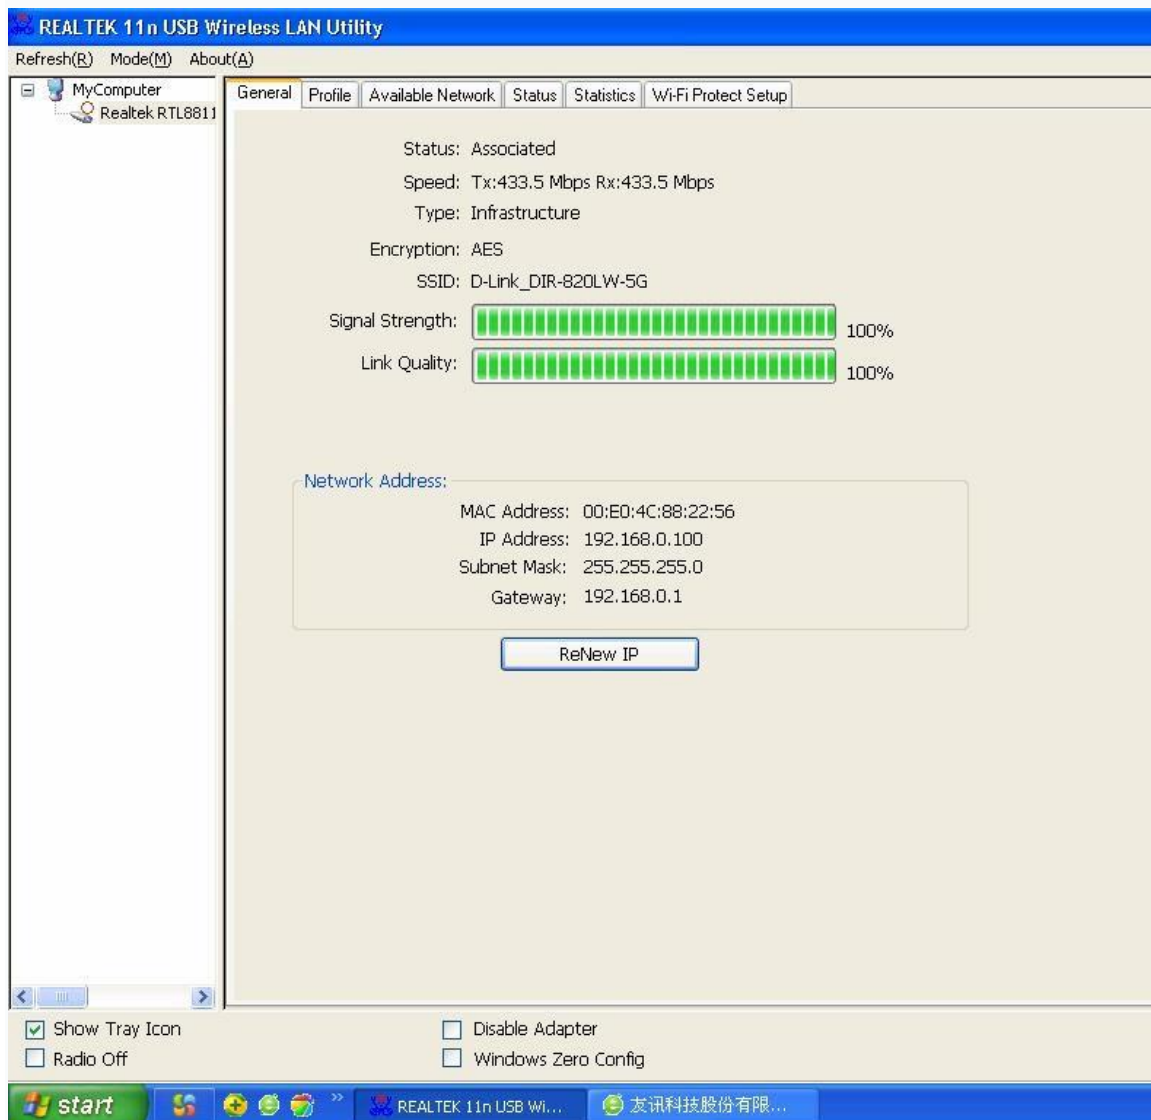 REALTEK 11n USB Wireless LAN Utility
Refresh(R) Mode(M) About(A)
MyComputer
Realtek RTL8811
General Profile Available Network Status Statistics Wi-Fi Protect Setup
Status: Associated
Speed: Tx:433.5 Mbps Rx:433.5 Mbps
Type: Infrastructure
Encryption: AES
SSID: D-Link_DIR-820LW-5G
Signal Strength: 100%
Link Quality: 100%
Network Address:
MAC Address: 00:E0:4C:88:22:56
IP Address: 192.168.0.100
Subnet Mask: 255.255.255.0
Gateway: 192.168.0.1
ReNew IP
Show Tray Icon Disable Adapter
Radio Off Windows Zero Config
start REALTEK 11n USB Wi... 友讯科技股份有限...